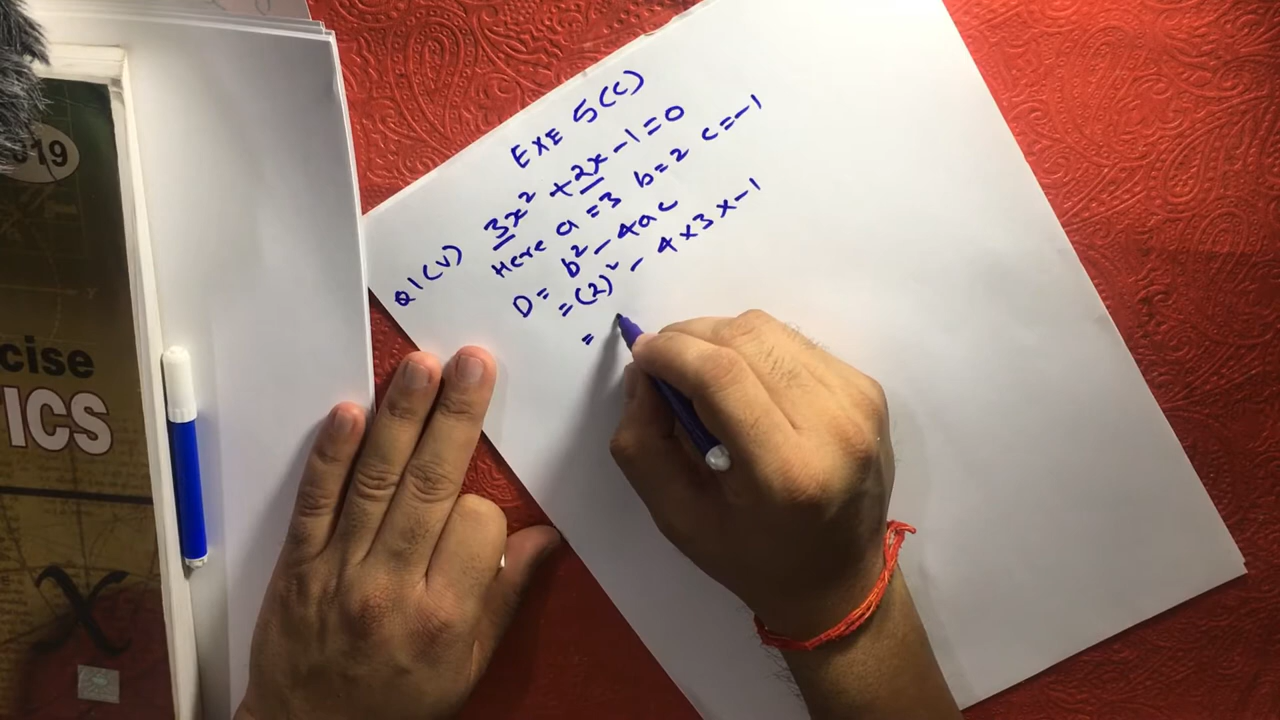 EXE 5(C)
Q1(V) 3x² + 2x - 1 = 0
Here a = 3 b = 2 c = -1
D = b² - 4ac
= (2)² - 4 × 3 × -1
=
019
cise
ICS
X